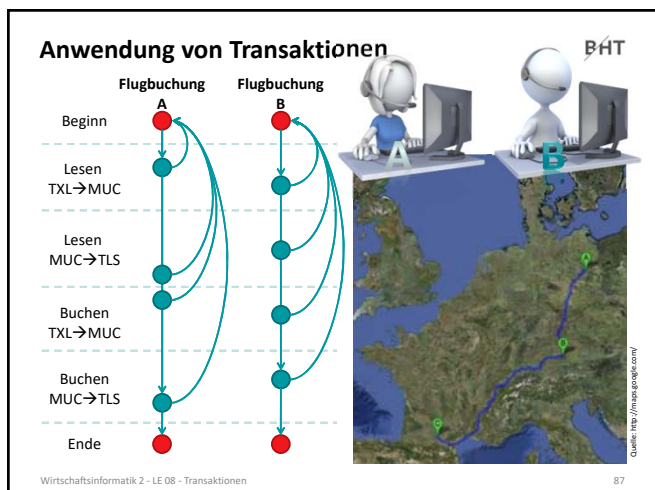 Anwendung von Transaktionen
BHT
Flugbuchung
A
Flugbuchung
B
Beginn
Lesen
TXL→MUC
Lesen
MUC→TLS
Buchen
TXL→MUC
Buchen
MUC→TLS
Ende
A
B
A
B
C
Quelle: http://maps.google.com/
Wirtschaftsinformatik 2 - LE 08 - Transaktionen
87